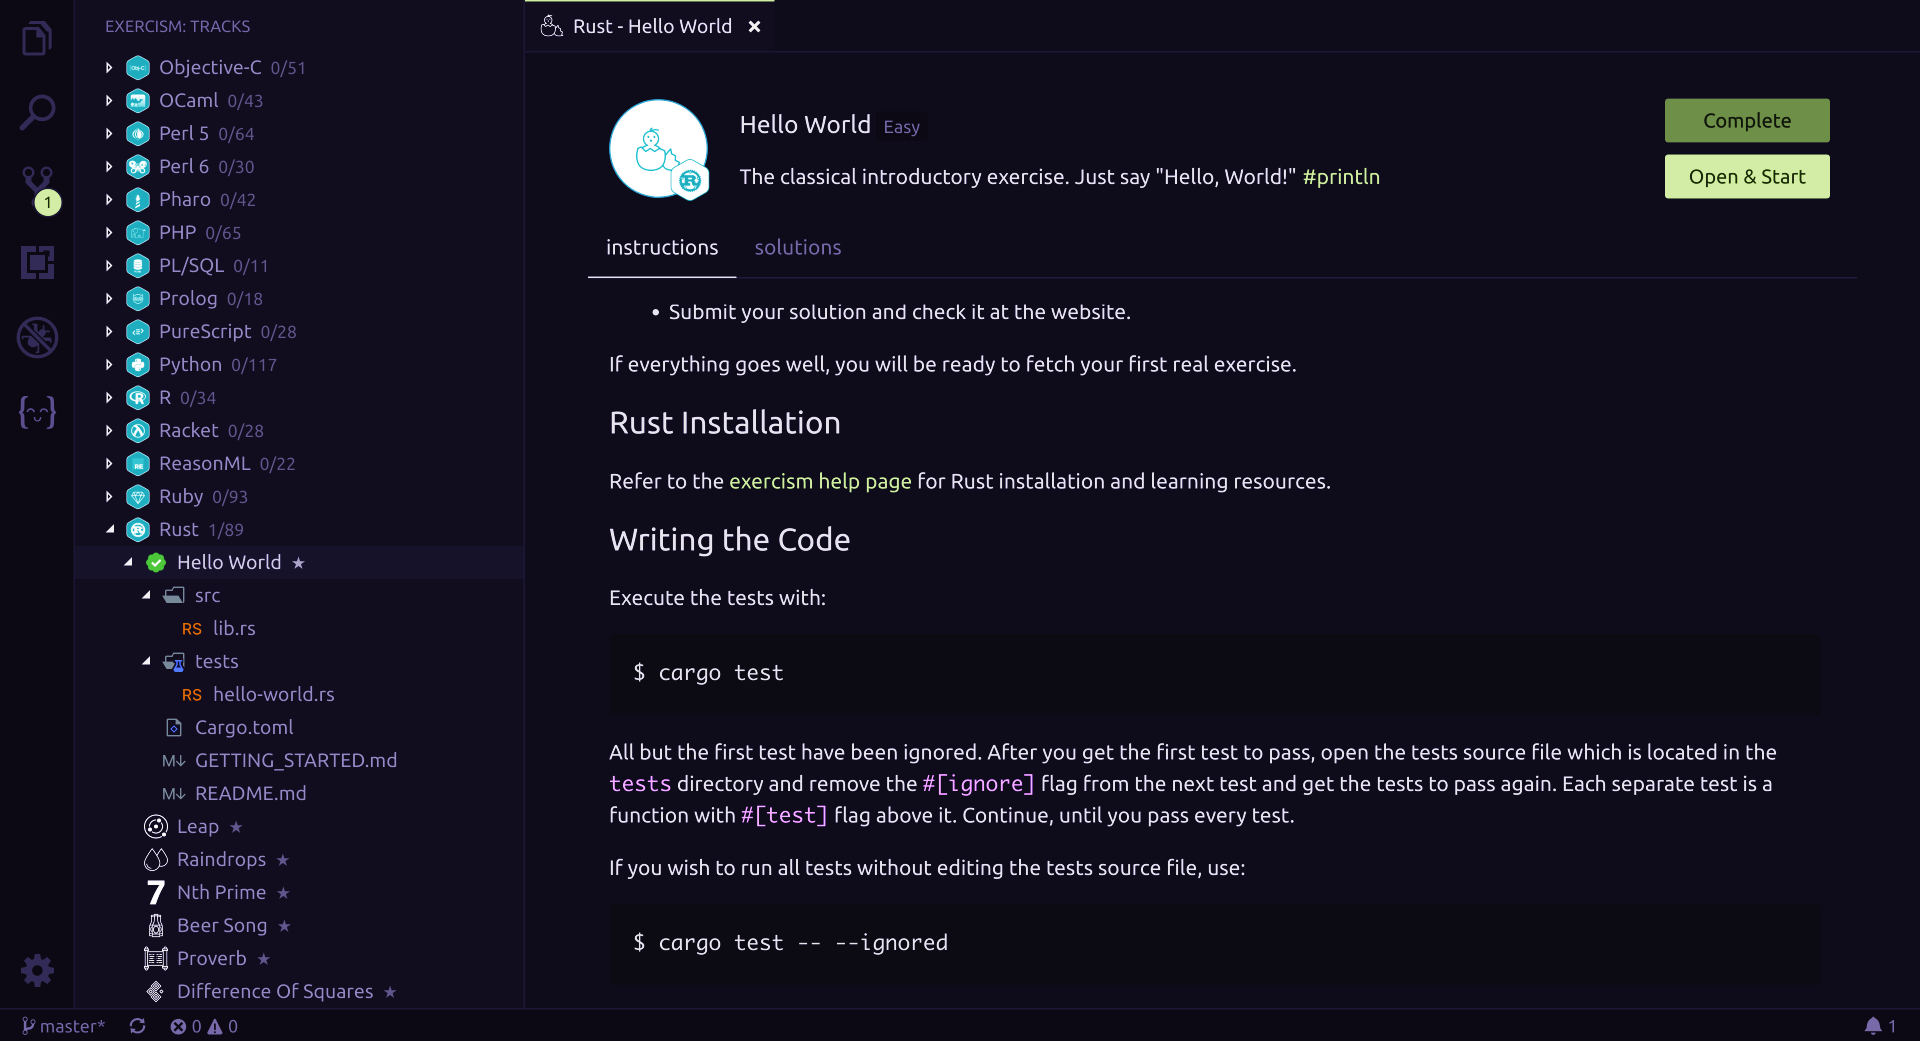 EXERCISM: TRACKS
Objective-C 0/51
OCaml 0/43
Perl 5 0/64
Perl 6 0/30
Pharo 0/42
PHP 0/65
PL/SQL 0/11
Prolog 0/18
PureScript 0/28
Python 0/117
R 0/34
Racket 0/28
ReasonML 0/22
Ruby 0/93
Rust 1/89
Hello World ★
src
RS lib.rs
tests
RS hello-world.rs
Cargo.toml
M↓ GETTING_STARTED.md
M↓ README.md
Leap ★
Raindrops ★
7 Nth Prime ★
Beer Song ★
Proverb ★
Difference Of Squares ★
1
Rust - Hello World ×
Hello World Easy
The classical introductory exercise. Just say "Hello, World!" #println
Complete
Open & Start
instructions solutions
• Submit your solution and check it at the website.
If everything goes well, you will be ready to fetch your first real exercise.
Rust Installation
Refer to the exercism help page for Rust installation and learning resources.
Writing the Code
Execute the tests with:
$ cargo test
All but the first test have been ignored. After you get the first test to pass, open the tests source file which is located in the
tests directory and remove the #[ignore] flag from the next test and get the tests to pass again. Each separate test is a
function with #[test] flag above it. Continue, until you pass every test.
If you wish to run all tests without editing the tests source file, use:
$ cargo test -- --ignored
master* 0 0 1